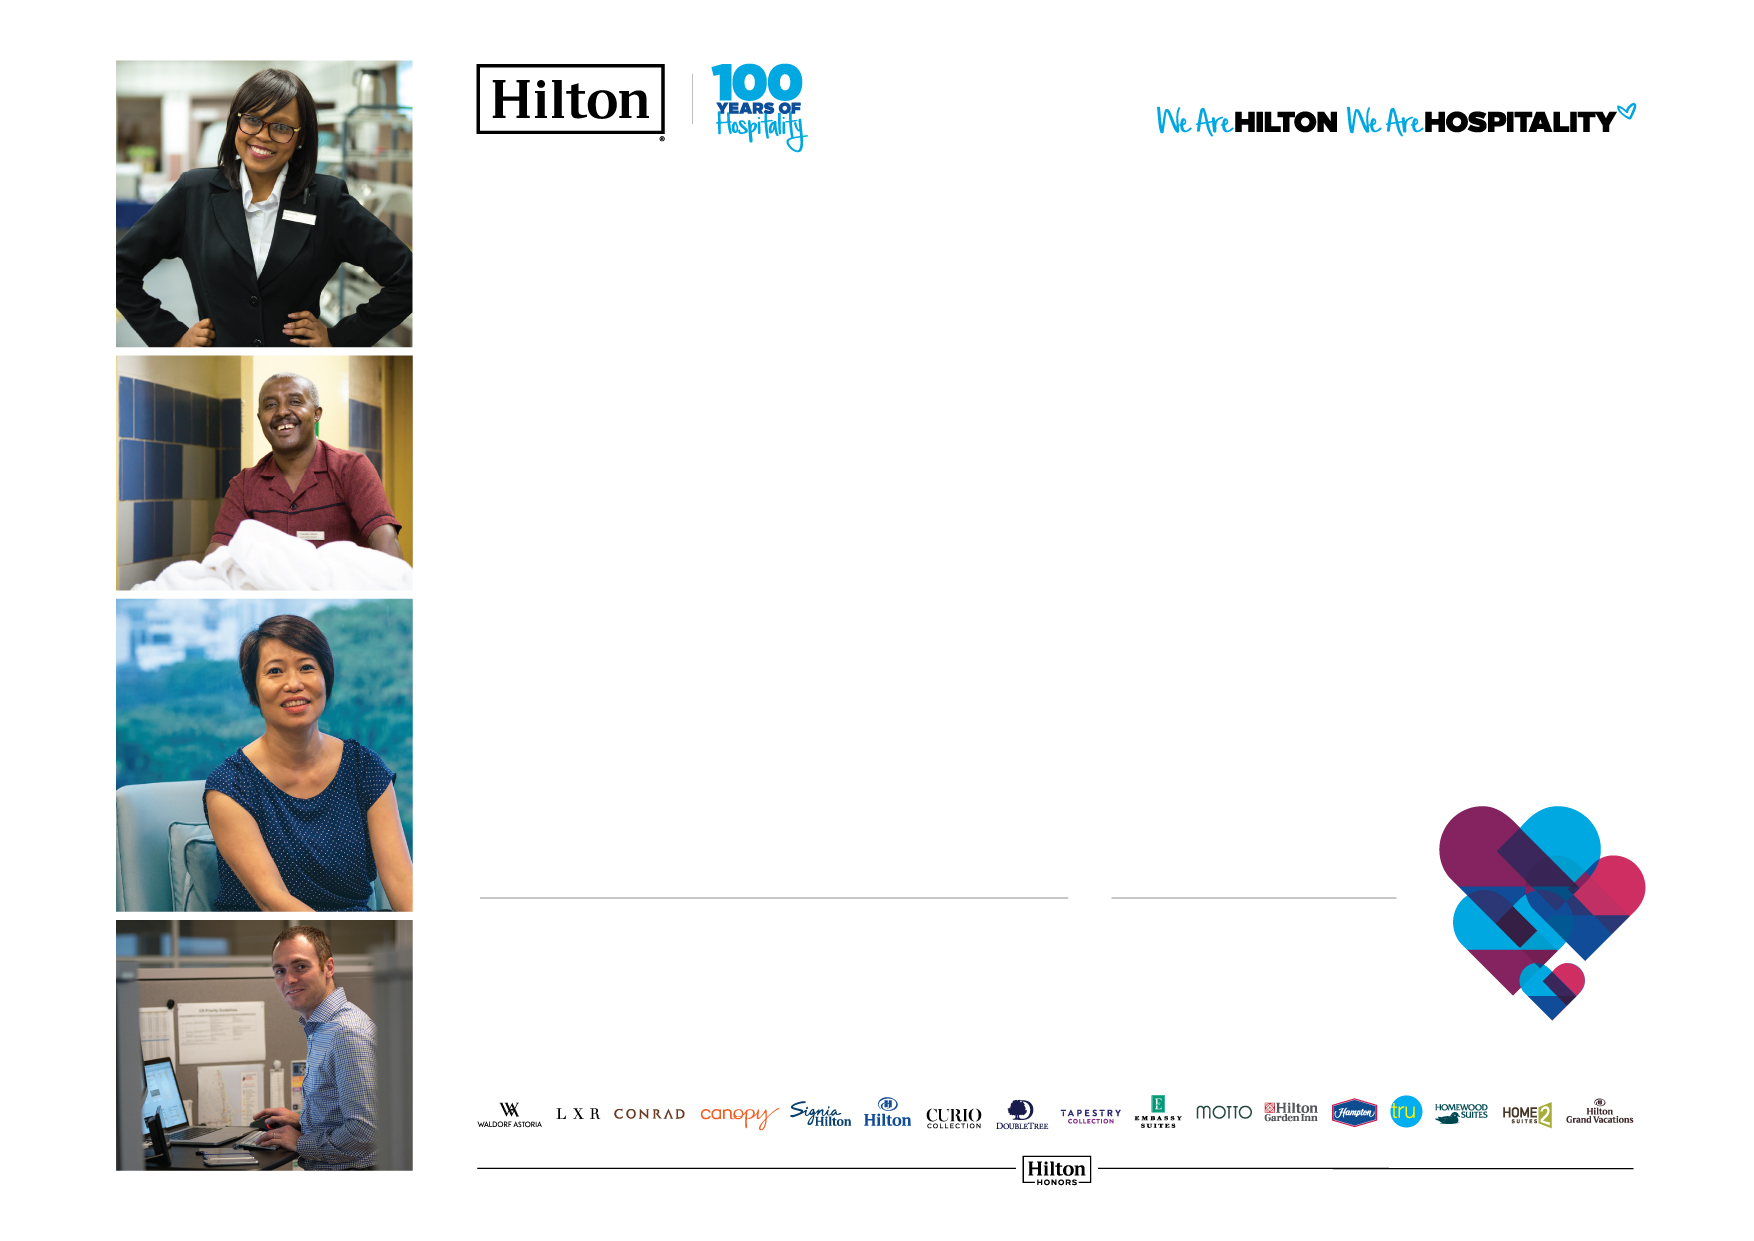 Hilton
100
YEARS OF
Hospitality
We Are HILTON We Are HOSPITALITY
WALDORF ASTORIA
LXR
CONRAD
canopy
Signia
Hilton
Hilton
CURIO
COLLECTION
DOUBLETREE
TAPESTRY
COLLECTION
E
EMBASSY
SUITES
MOTTO
Hilton
Garden Inn
Hampton
tru
HOMEWOOD
SUITES
HOME2
SUITES
Hilton
Grand Vacations
Hilton
HONORS